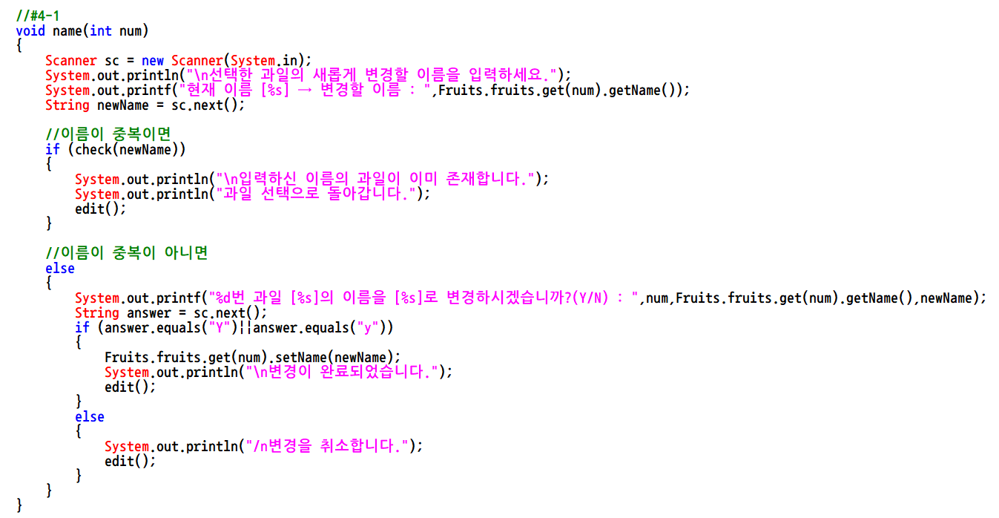 //#4-1
void name(int num)
{
    Scanner sc = new Scanner(System.in);
    System.out.println("\n선택한 과일의 새롭게 변경할 이름을 입력하세요.");
    System.out.printf("현재 이름 [%s] → 변경할 이름 : ",Fruits.fruits.get(num).getName());
    String newName = sc.next();

    //이름이 중복이면
    if (check(newName))
    {
        System.out.println("\n입력하신 이름의 과일이 이미 존재합니다.");
        System.out.println("과일 선택으로 돌아갑니다.");
        edit();
    }

    //이름이 중복이 아니면
    else
    {
        System.out.printf("%d번 과일 [%s]의 이름을 [%s]로 변경하시겠습니까?(Y/N) : ",num,Fruits.fruits.get(num).getName(),newName);
        String answer = sc.next();
        if (answer.equals("Y")||answer.equals("y"))
        {
            Fruits.fruits.get(num).setName(newName);
            System.out.println("\n변경이 완료되었습니다.");
            edit();
        }
        else
        {
            System.out.println("/n변경을 취소합니다.");
            edit();
        }
    }
}